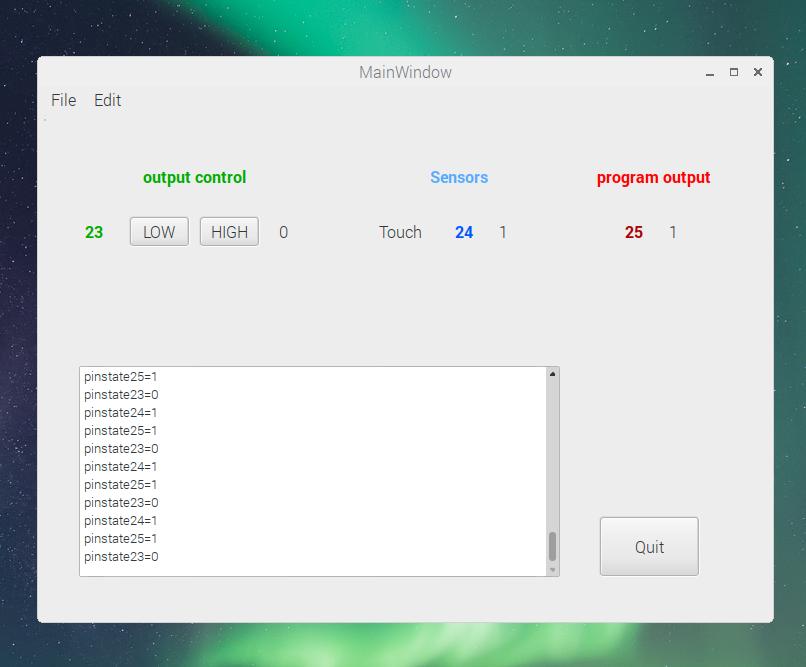 MainWindow
File Edit
output control Sensors program output
23 LOW HIGH 0 Touch 24 1 25 1
pinstate25=1
pinstate23=0
pinstate24=1
pinstate25=1
pinstate23=0
pinstate24=1
pinstate25=1
pinstate23=0
pinstate24=1
pinstate25=1
pinstate23=0
Quit